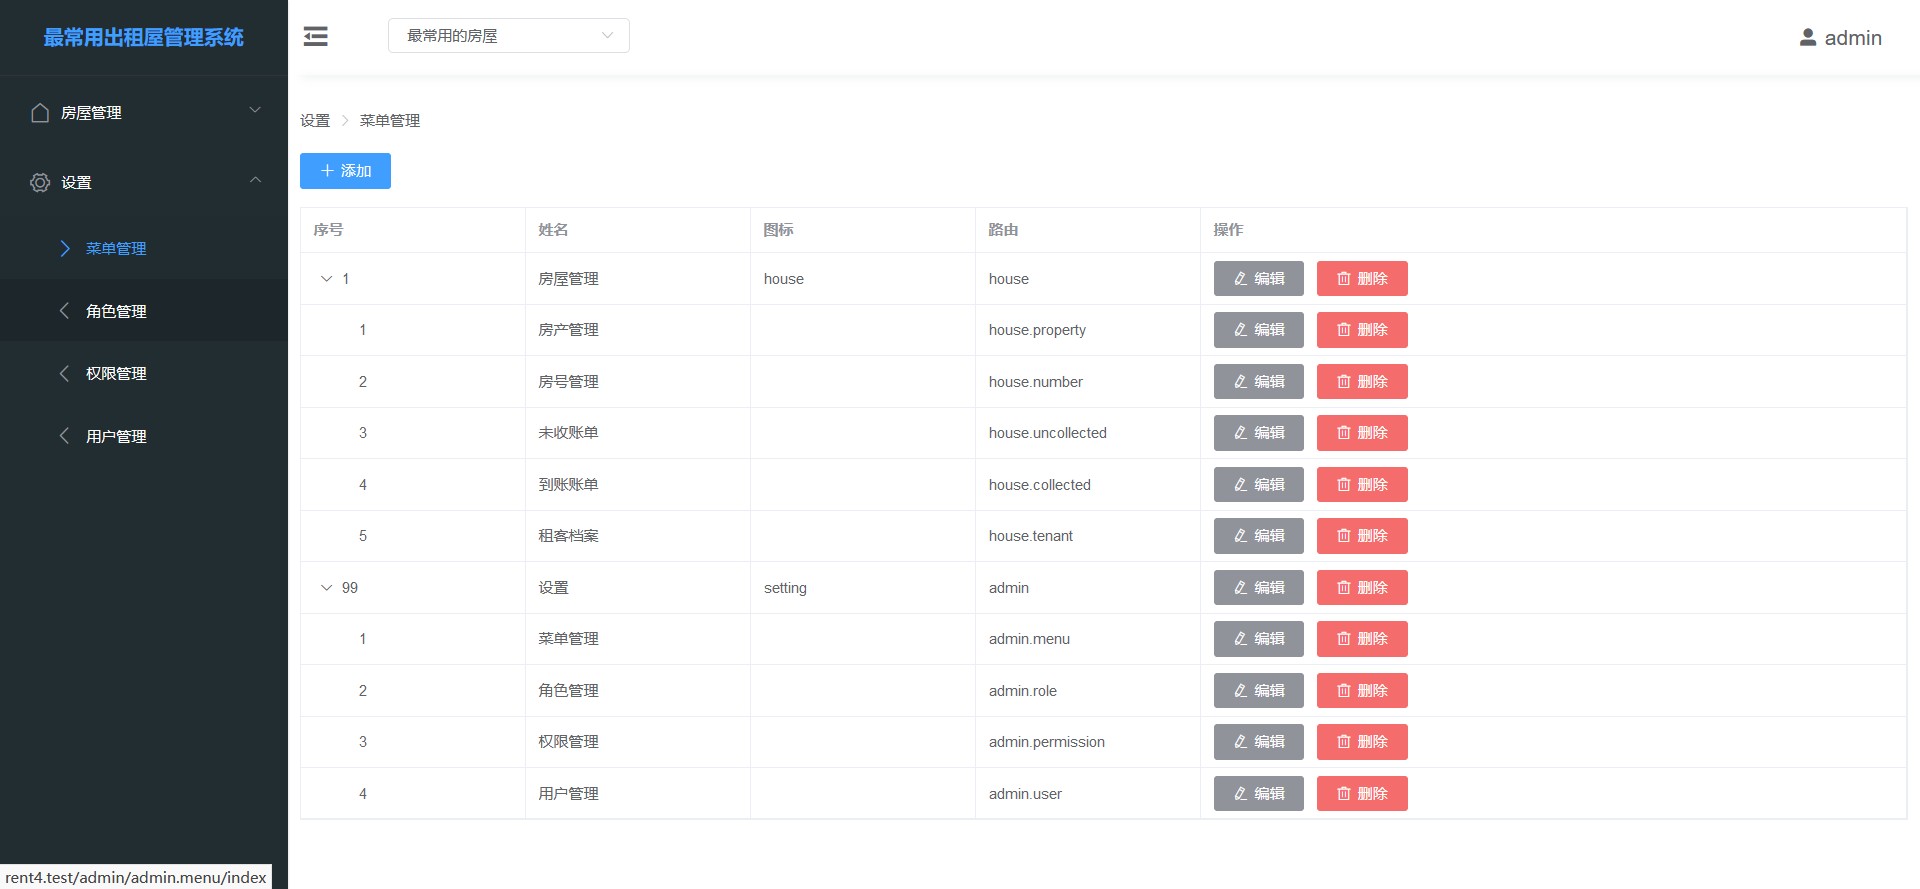 最常用出租屋管理系统
最常用的房屋
admin
房屋管理
设置
菜单管理
角色管理
权限管理
用户管理
设置 菜单管理
添加
序号 姓名 图标 路由 操作
1 房屋管理 house house 编辑 删除
1 房产管理 house.property 编辑 删除
2 房号管理 house.number 编辑 删除
3 未收账单 house.uncollected 编辑 删除
4 到账账单 house.collected 编辑 删除
5 租客档案 house.tenant 编辑 删除
99 设置 setting admin 编辑 删除
1 菜单管理 admin.menu 编辑 删除
2 角色管理 admin.role 编辑 删除
3 权限管理 admin.permission 编辑 删除
4 用户管理 admin.user 编辑 删除
rent4.test/admin/admin.menu/index